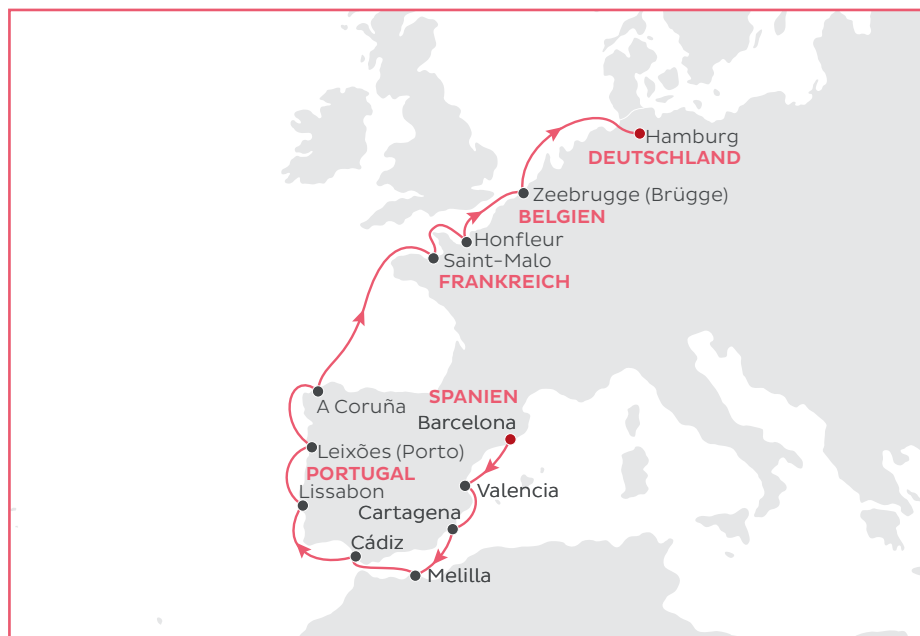 Hamburg
DEUTSCHLAND
Zeebrugge (Brügge)
BELGIEN
Honfleur
Saint-Malo
FRANKREICH
SPANIEN
A Coruña
Barcelona
Leixões (Porto)
PORTUGAL
Lissabon
Valencia
Cartagena
Cádiz
Melilla